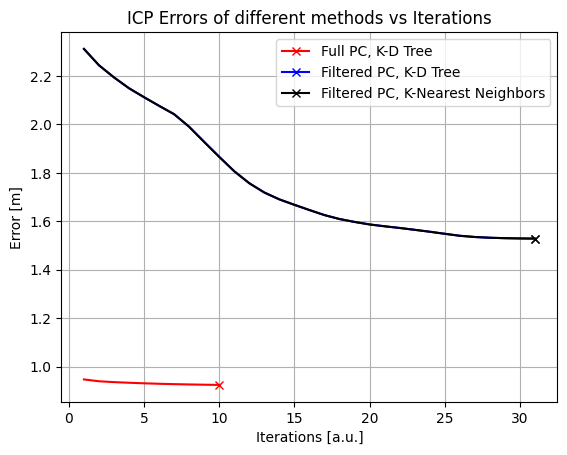 ICP Errors of different methods vs Iterations
Full PC, K-D Tree
Filtered PC, K-D Tree
Filtered PC, K-Nearest Neighbors
Error [m]
2.2
2.0
1.8
1.6
1.4
1.2
1.0
0
5
10
15
20
25
30
Iterations [a.u.]